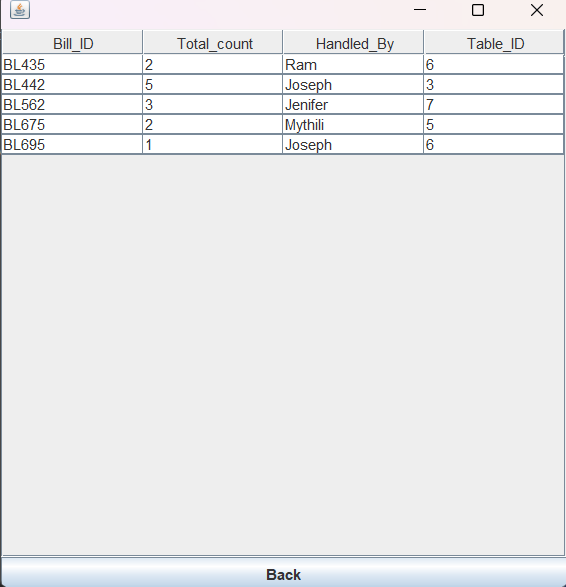 Bill_ID Total_count Handled_By Table_ID
BL435 2 Ram 6
BL442 5 Joseph 3
BL562 3 Jenifer 7
BL675 2 Mythili 5
BL695 1 Joseph 6
Back